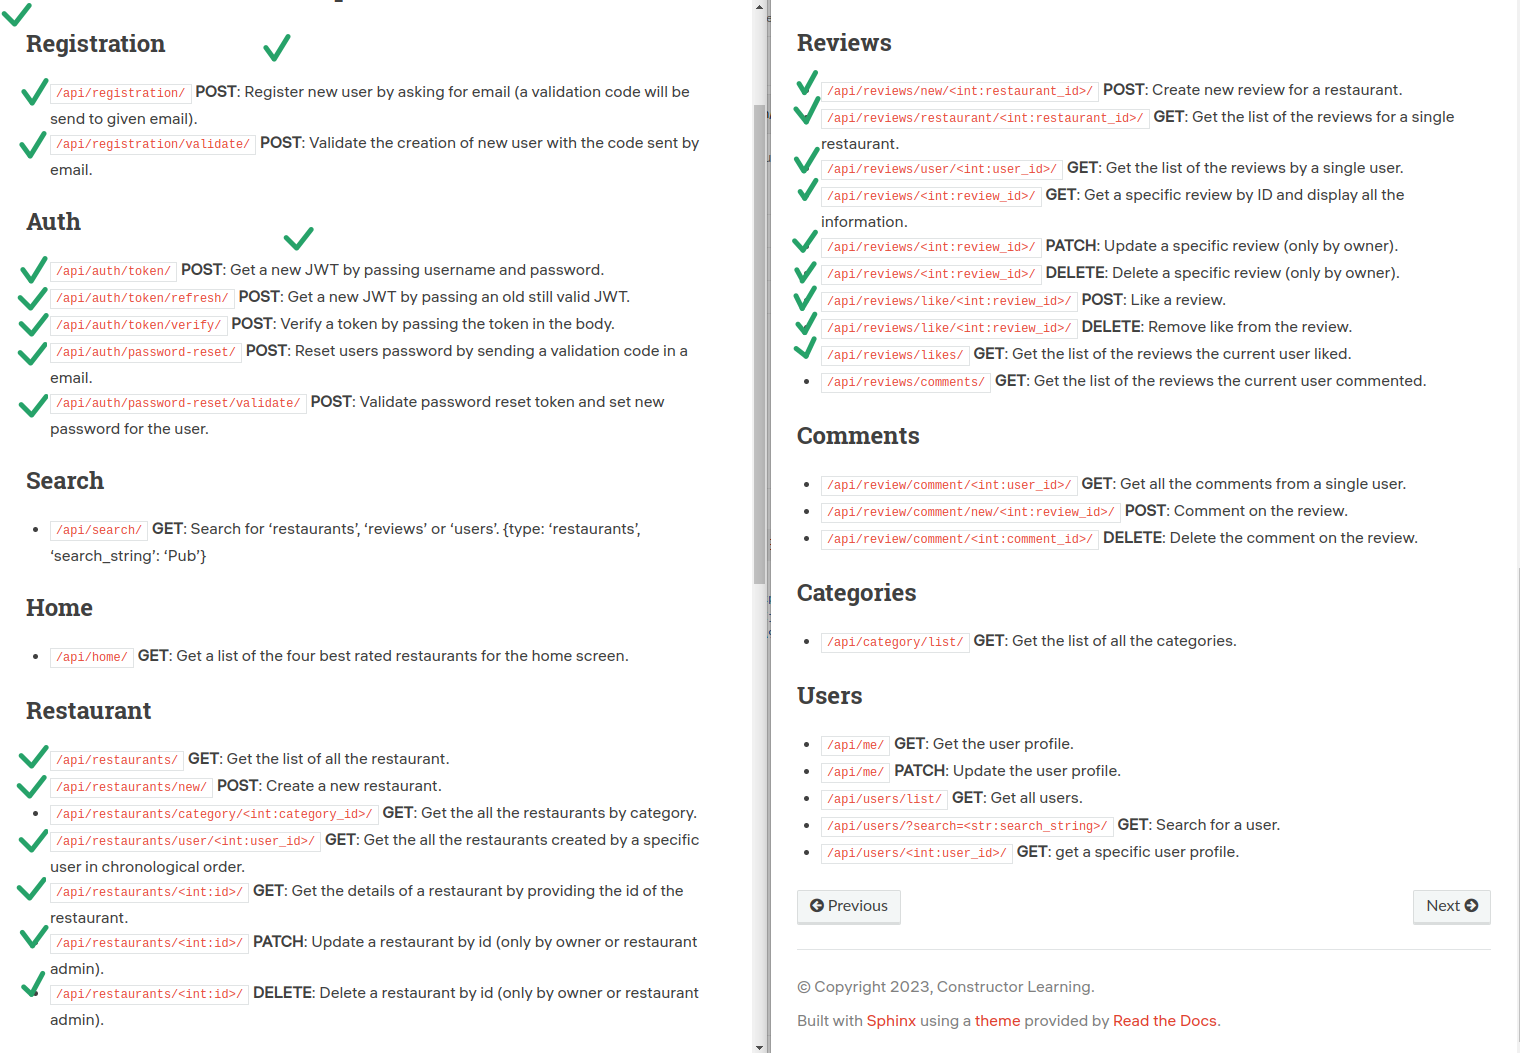 Registration
/api/registration/ POST: Register new user by asking for email (a validation code will be
send to given email).
/api/registration/validate/ POST: Validate the creation of new user with the code sent by
email.
Auth
/api/auth/token/ POST: Get a new JWT by passing username and password.
/api/auth/token/refresh/ POST: Get a new JWT by passing an old still valid JWT.
/api/auth/token/verify/ POST: Verify a token by passing the token in the body.
/api/auth/password-reset/ POST: Reset users password by sending a validation code in a
email.
/api/auth/password-reset/validate/ POST: Validate password reset token and set new
password for the user.
Search
/api/search/ GET: Search for ‘restaurants’, ‘reviews’ or ‘users’. {type: ‘restaurants’,
‘search_string’: ‘Pub’}
Home
/api/home/ GET: Get a list of the four best rated restaurants for the home screen.
Restaurant
/api/restaurants/ GET: Get the list of all the restaurant.
/api/restaurants/new/ POST: Create a new restaurant.
/api/restaurants/category/<int:category_id>/ GET: Get the all the restaurants by category.
/api/restaurants/user/<int:user_id>/ GET: Get the all the restaurants created by a specific
user in chronological order.
/api/restaurants/<int:id>/ GET: Get the details of a restaurant by providing the id of the
restaurant.
/api/restaurants/<int:id>/ PATCH: Update a restaurant by id (only by owner or restaurant
admin).
/api/restaurants/<int:id>/ DELETE: Delete a restaurant by id (only by owner or restaurant
admin).
Reviews
/api/reviews/new/<int:restaurant_id>/ POST: Create new review for a restaurant.
/api/reviews/restaurant/<int:restaurant_id>/ GET: Get the list of the reviews for a single
restaurant.
/api/reviews/user/<int:user_id>/ GET: Get the list of the reviews by a single user.
/api/reviews/<int:review_id>/ GET: Get a specific review by ID and display all the
information.
/api/reviews/<int:review_id>/ PATCH: Update a specific review (only by owner).
/api/reviews/<int:review_id>/ DELETE: Delete a specific review (only by owner).
/api/reviews/like/<int:review_id>/ POST: Like a review.
/api/reviews/like/<int:review_id>/ DELETE: Remove like from the review.
/api/reviews/likes/ GET: Get the list of the reviews the current user liked.
/api/reviews/comments/ GET: Get the list of the reviews the current user commented.
Comments
/api/review/comment/<int:user_id>/ GET: Get all the comments from a single user.
/api/review/comment/new/<int:review_id>/ POST: Comment on the review.
/api/review/comment/<int:comment_id>/ DELETE: Delete the comment on the review.
Categories
/api/category/list/ GET: Get the list of all the categories.
Users
/api/me/ GET: Get the user profile.
/api/me/ PATCH: Update the user profile.
/api/users/list/ GET: Get all users.
/api/users/?search=<str:search_string>/ GET: Search for a user.
/api/users/<int:user_id>/ GET: get a specific user profile.
Previous
Next
© Copyright 2023, Constructor Learning.
Built with Sphinx using a theme provided by Read the Docs.